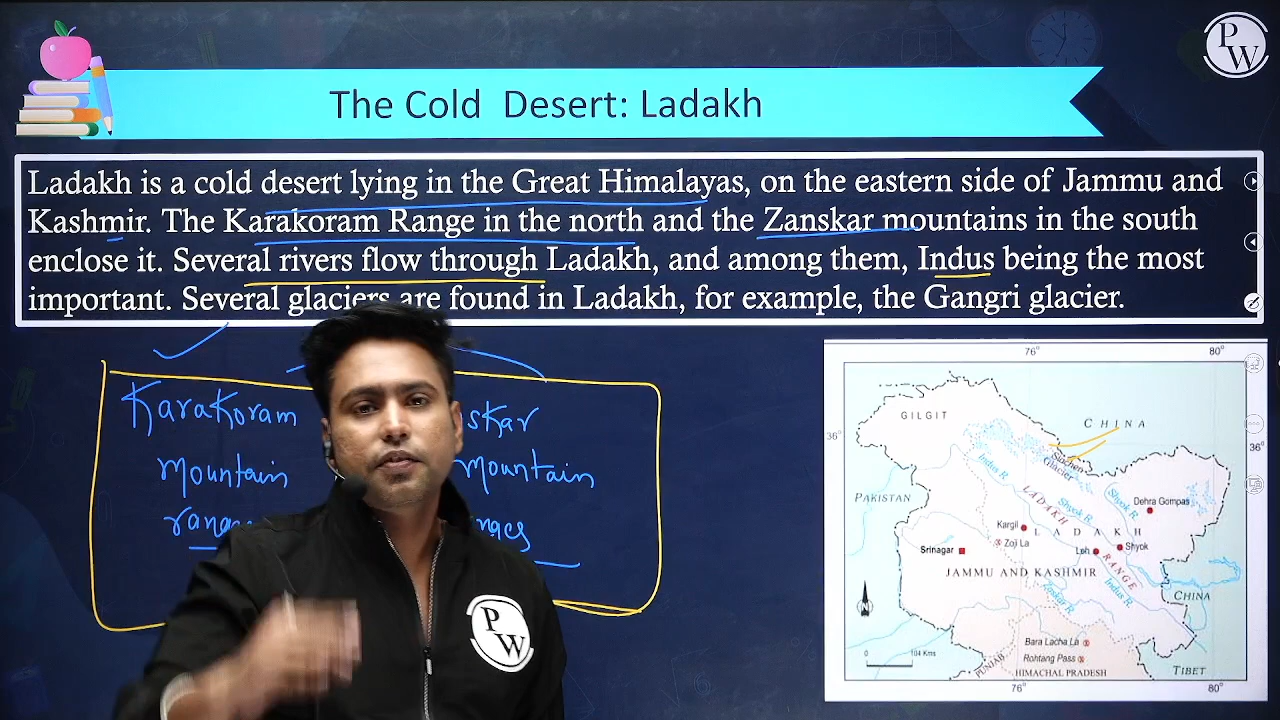 PW
The Cold Desert: Ladakh
Ladakh is a cold desert lying in the Great Himalayas, on the eastern side of Jammu and
Kashmir. The Karakoram Range in the north and the Zanskar mountains in the south
enclose it. Several rivers flow through Ladakh, and among them, Indus being the most
important. Several glaciers are found in Ladakh, for example, the Gangri glacier.
Karakoram
Mountain
skar
Mountain
PW
76° 80°
GILGIT
CHINA
36° 36°
Siachen
Glacier
Indus R.
PAKISTAN
LADAKH
Shyok R.
Shyok R.
Dehra Gompas
Kargil
LADAKH
Zoji La
Srinagar
Leh
Shyok
RANGE
JAMMU AND KASHMIR
Zanskar R.
Indus R.
CHINA
N
Bara Lacha La
0 104 Kms
Rohtang Pass
PUNJAB
HIMACHAL PRADESH
TIBET
76° 80°